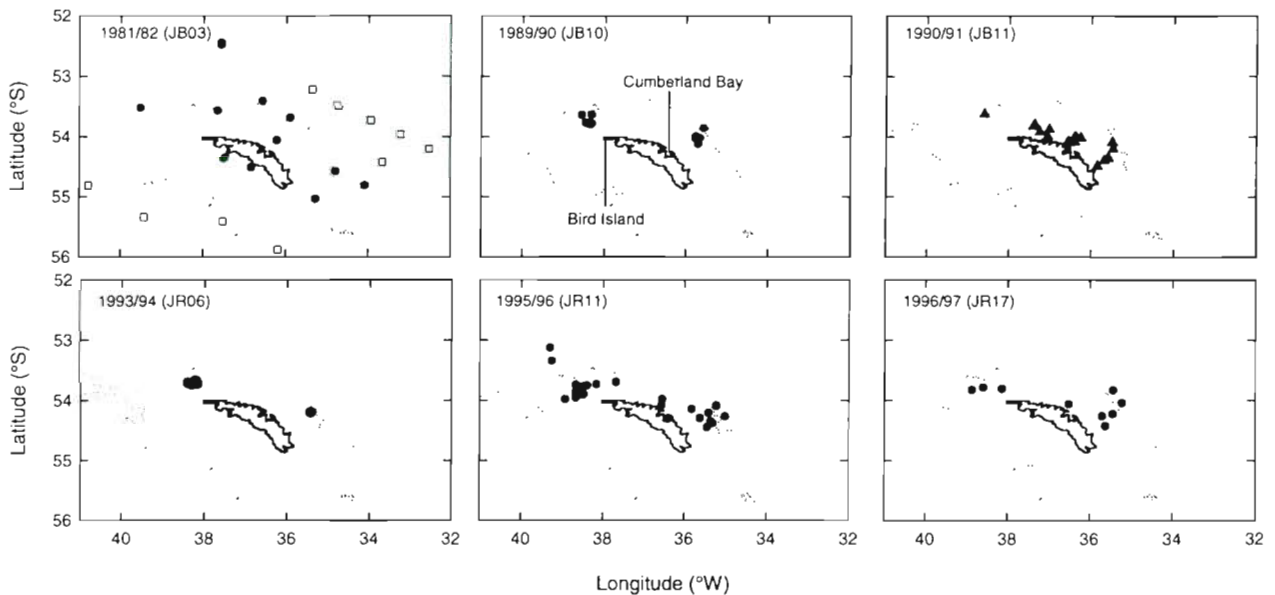 1981/82 (JB03)
1989/90 (JB10)
1990/91 (JB11)
Cumberland Bay
Bird Island
52
53
54
55
56
Latitude (°S)
1993/94 (JR06)
1995/96 (JR11)
1996/97 (JR17)
52
53
54
55
56
Latitude (°S)
40 38 36 34 32
40 38 36 34 32
40 38 36 34 32
Longitude (°W)